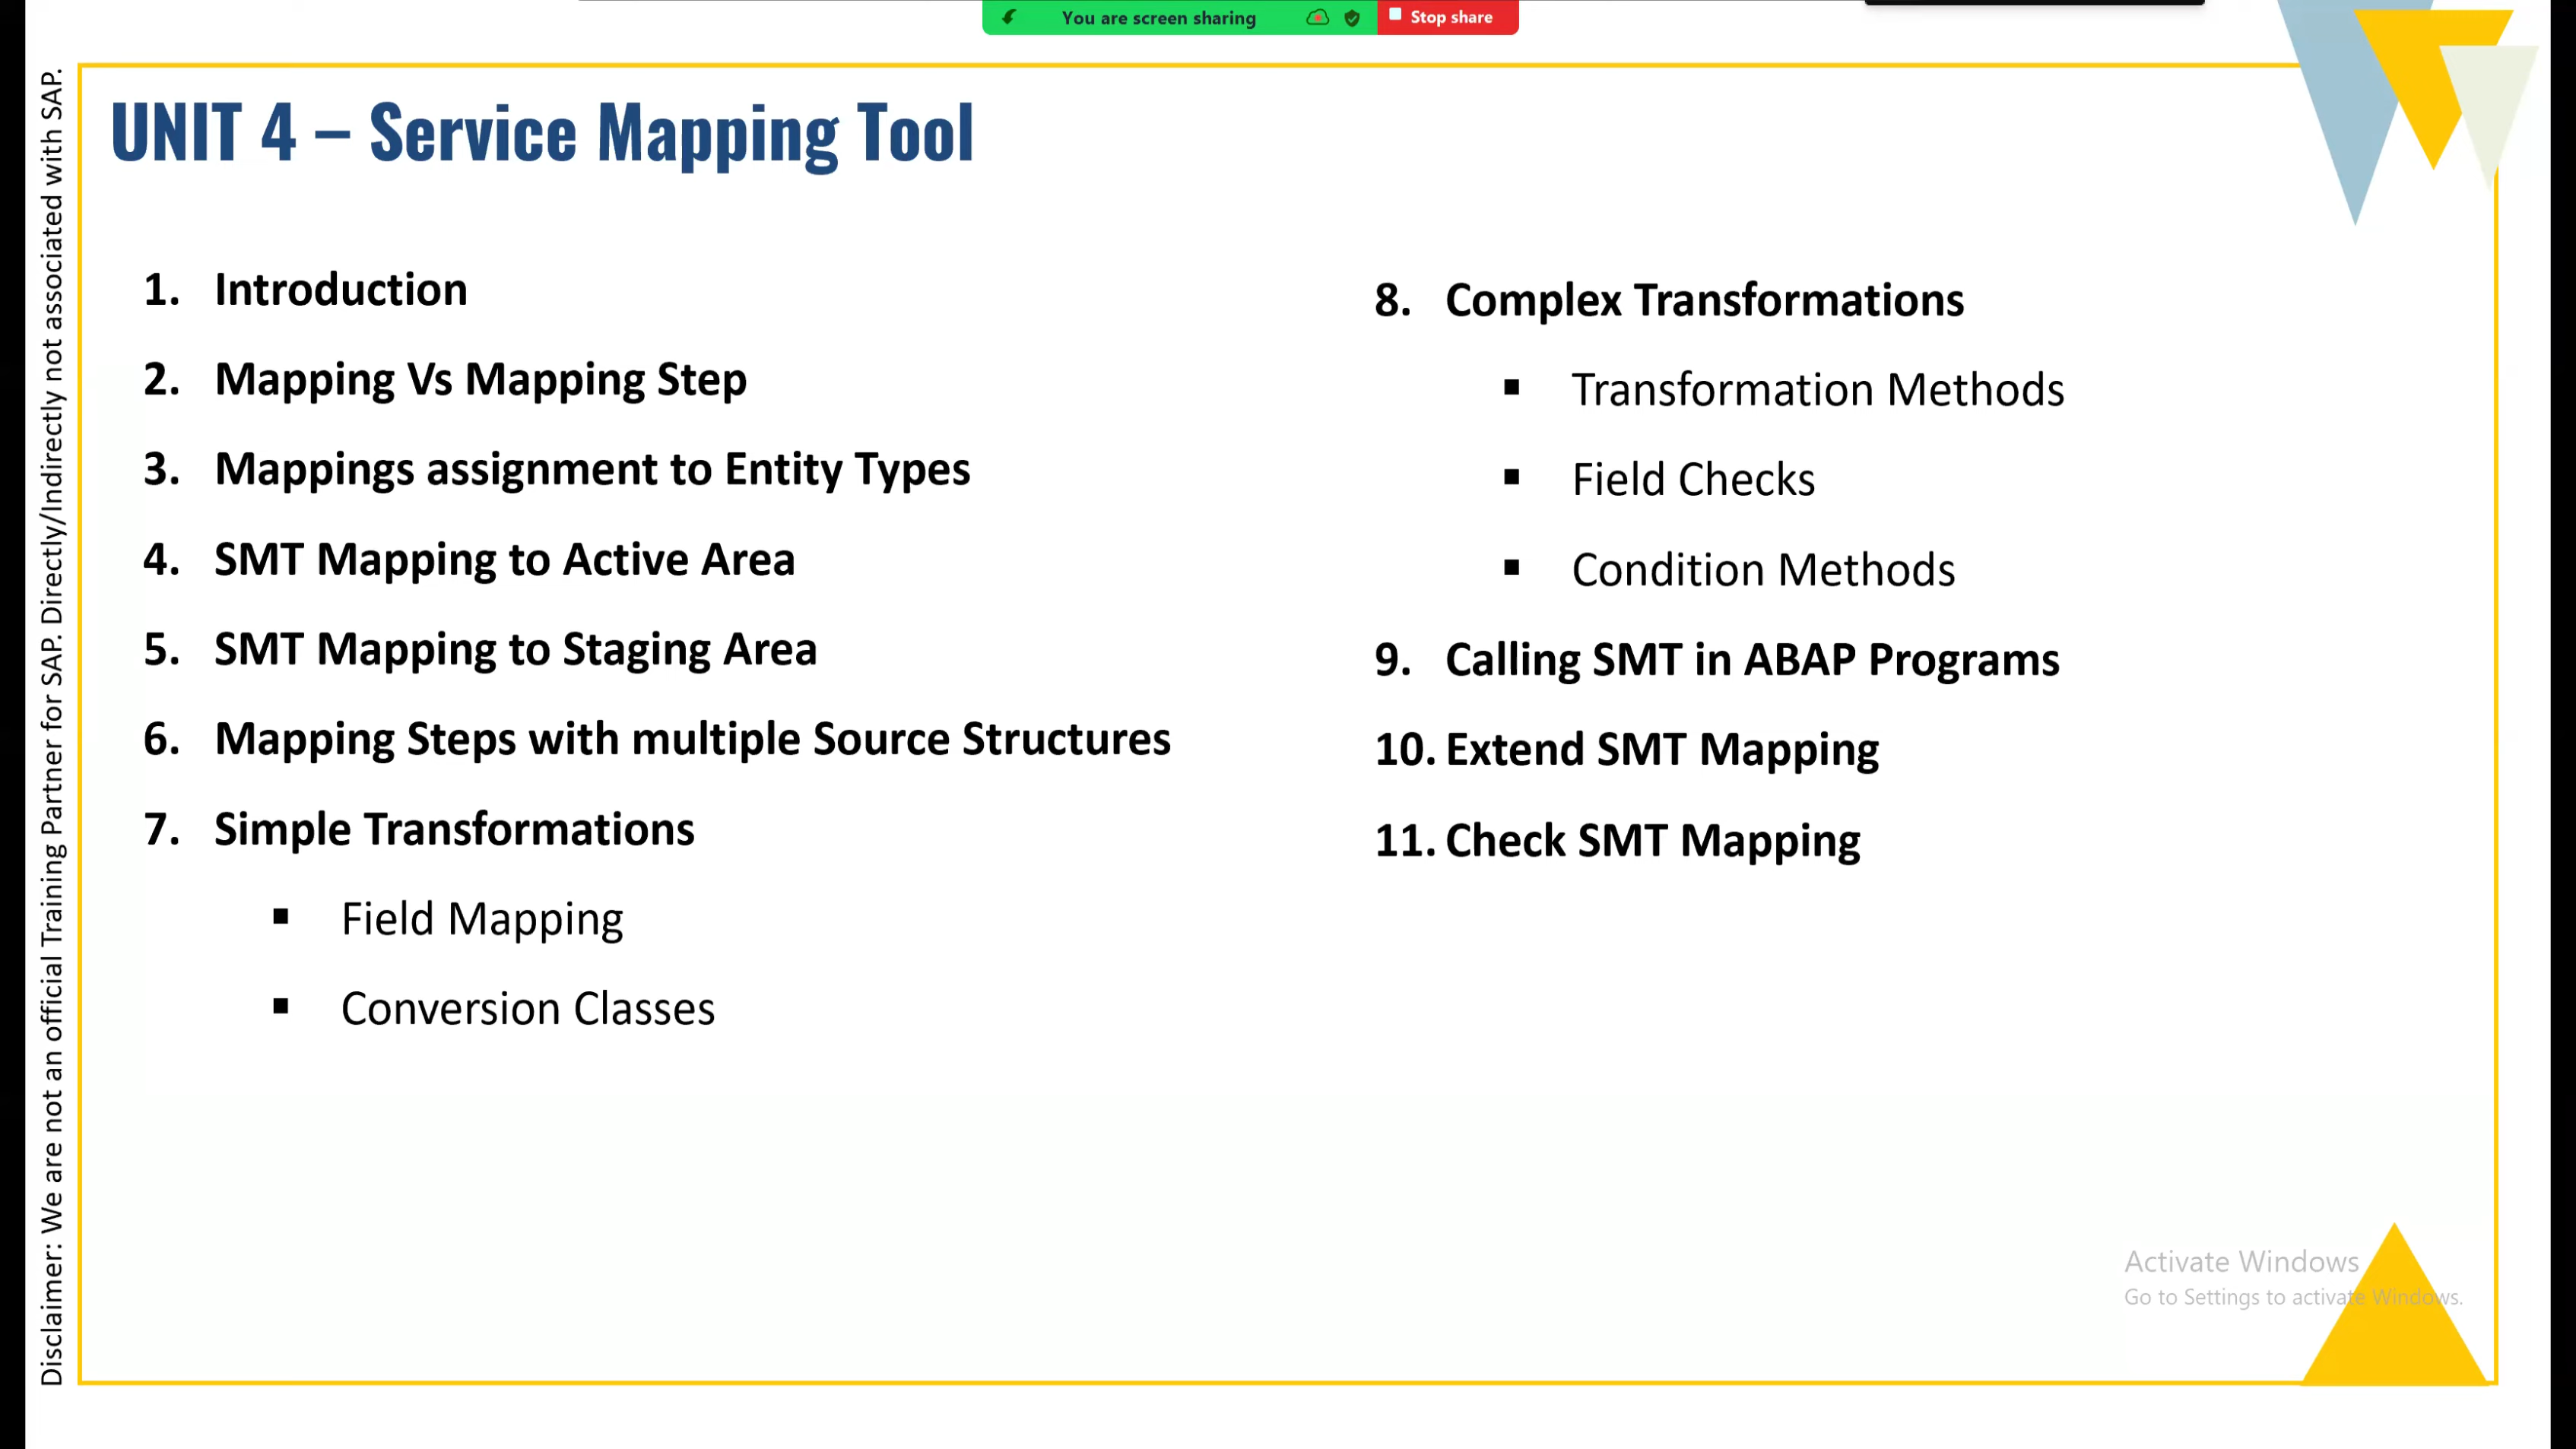 You are screen sharing
Stop share
Disclaimer: We are not an official Training Partner for SAP. Directly/Indirectly not associated with SAP.
UNIT 4 – Service Mapping Tool
1. Introduction
2. Mapping Vs Mapping Step
3. Mappings assignment to Entity Types
4. SMT Mapping to Active Area
5. SMT Mapping to Staging Area
6. Mapping Steps with multiple Source Structures
7. Simple Transformations
▪ Field Mapping
▪ Conversion Classes
8. Complex Transformations
▪ Transformation Methods
▪ Field Checks
▪ Condition Methods
9. Calling SMT in ABAP Programs
10. Extend SMT Mapping
11. Check SMT Mapping
Activate Windows
Go to Settings to activate Windows.